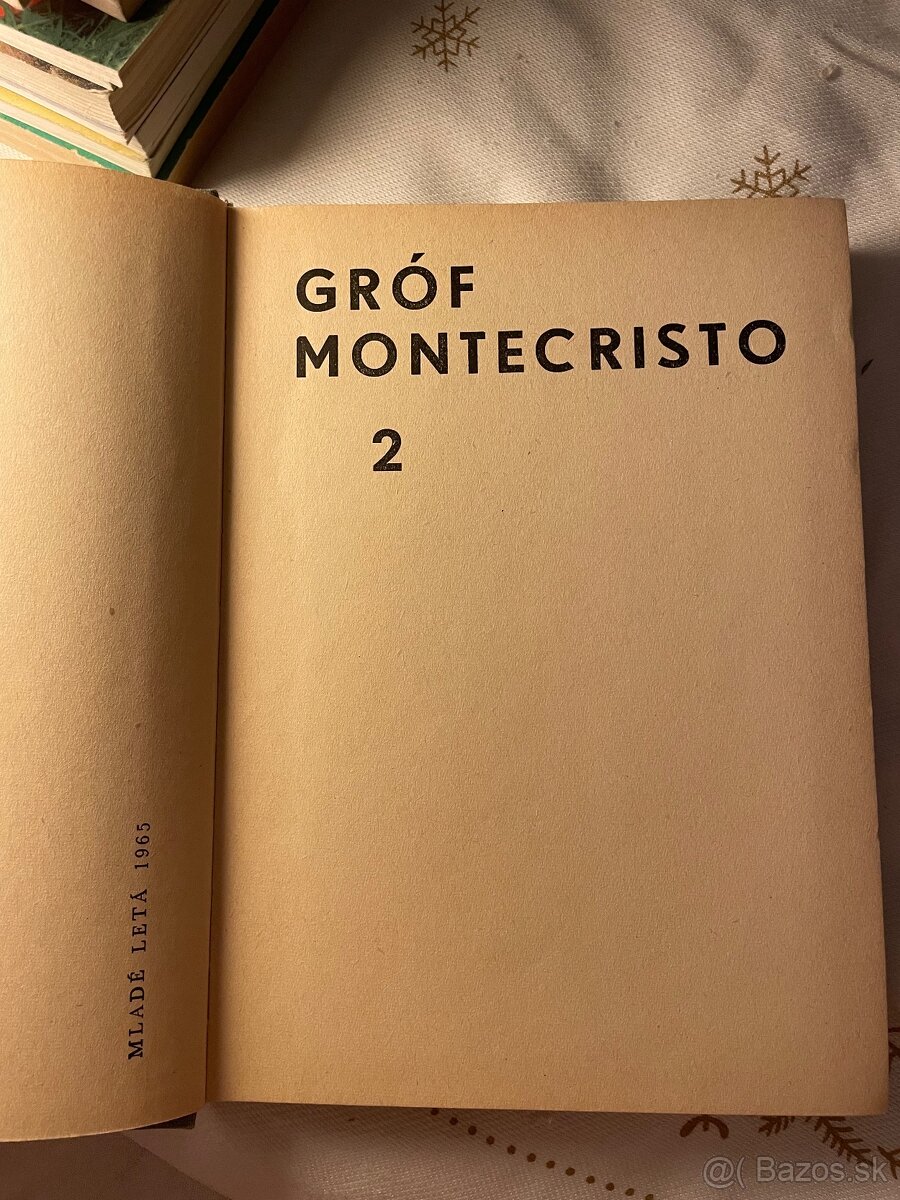 MLADÉ LETÁ 1965
GRÓF
MONTECRISTO
2
@( Bazos.sk